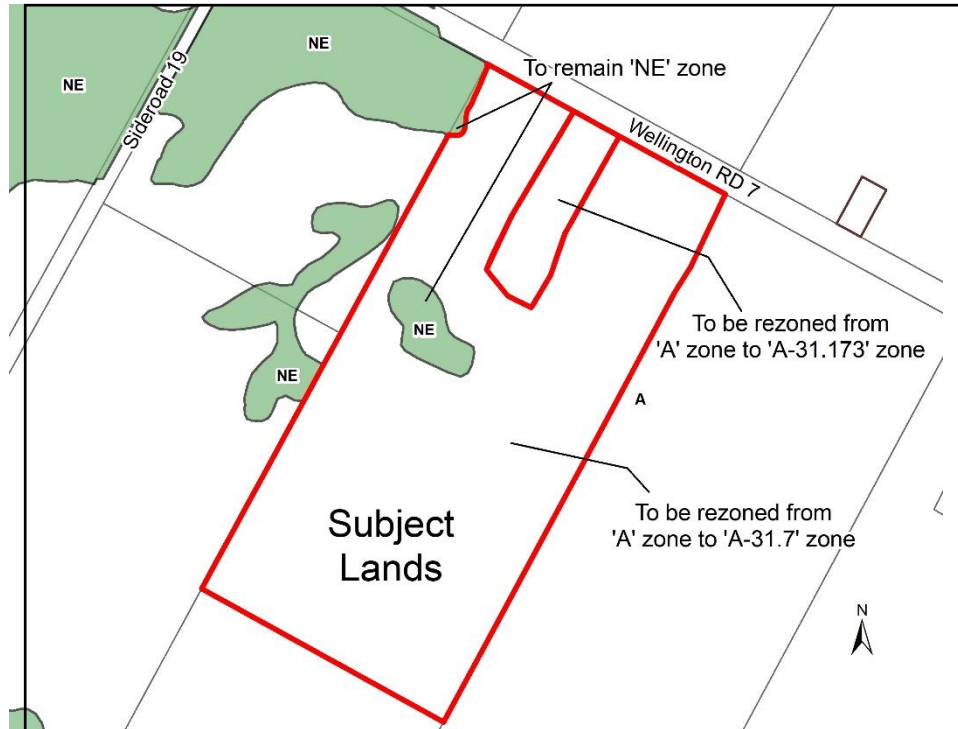 NE
NE
Sideroad 19
To remain 'NE' zone
Wellington RD 7
NE
NE
To be rezoned from
'A' zone to 'A-31.173' zone
A
To be rezoned from
'A' zone to 'A-31.7' zone
Subject
Lands
N